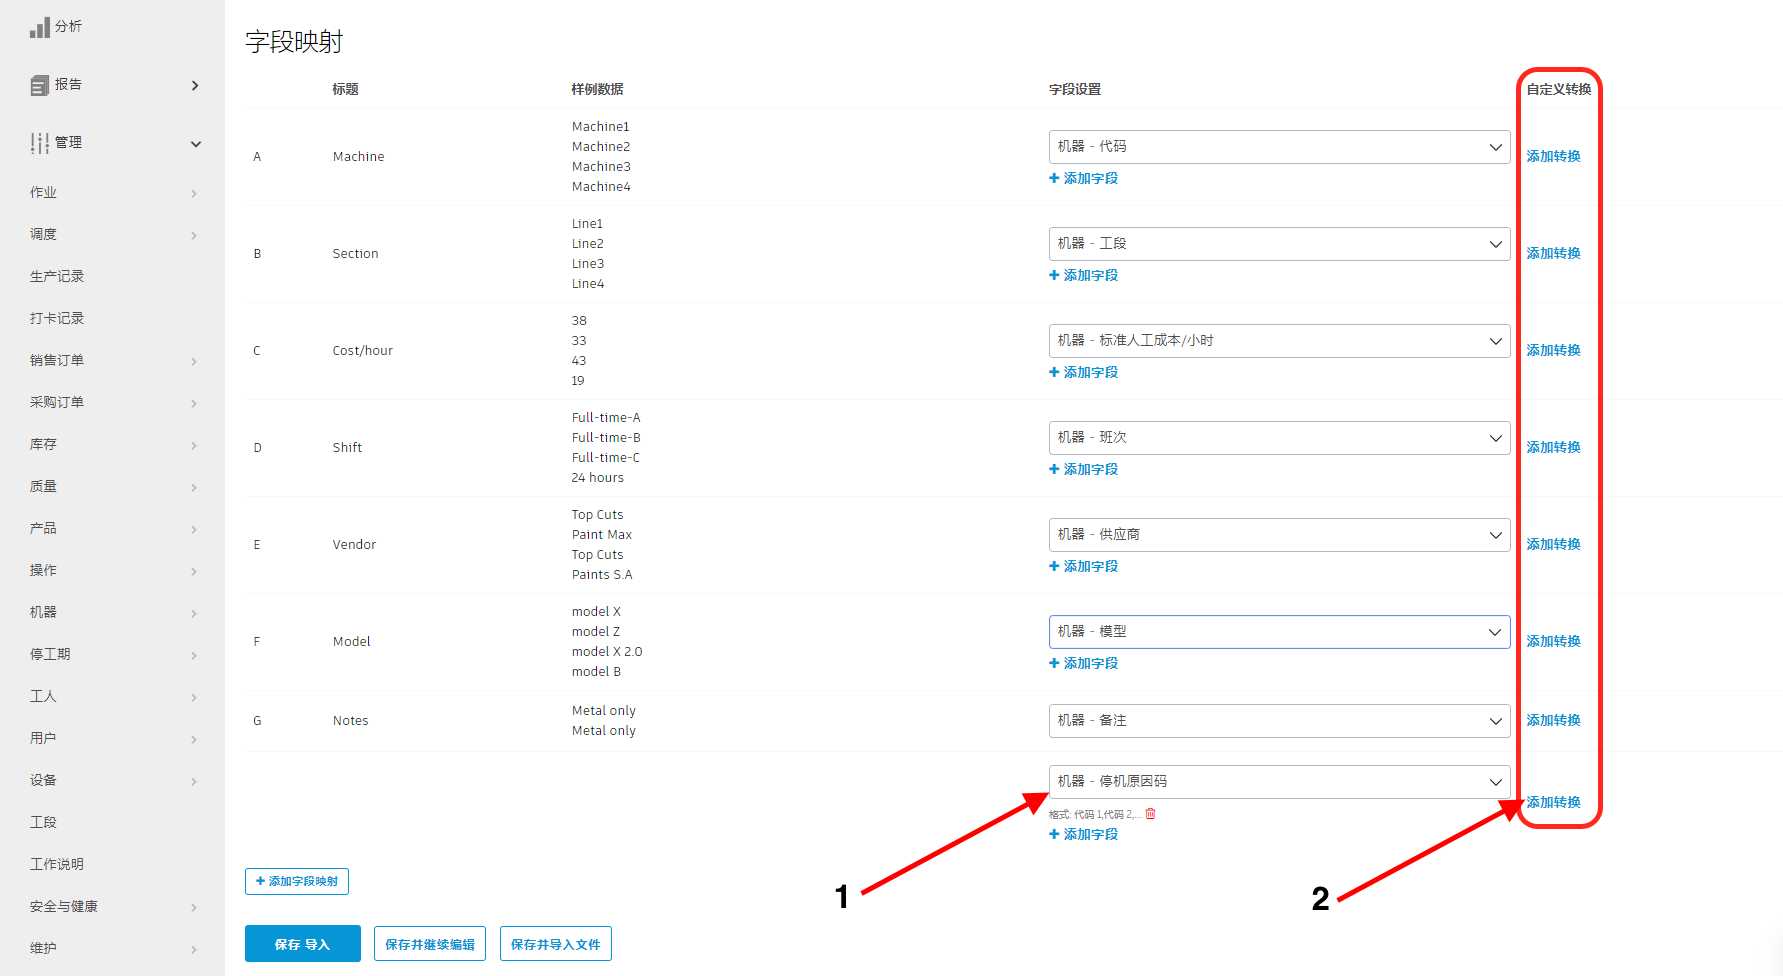 分析
报告
管理
作业
调度
生产记录
打卡记录
销售订单
采购订单
库存
质量
产品
操作
机器
停工期
工人
用户
设备
工段
工作说明
安全与健康
维护
字段映射
标题 样例数据 字段设置 自定义转换
A Machine
Machine1
Machine2
Machine3
Machine4
机器 - 代码
+ 添加字段
添加转换
B Section
Line1
Line2
Line3
Line4
机器 - 工段
+ 添加字段
添加转换
C Cost/hour
38
33
43
19
机器 - 标准人工成本/小时
+ 添加字段
添加转换
D Shift
Full-time-A
Full-time-B
Full-time-C
24 hours
机器 - 班次
+ 添加字段
添加转换
E Vendor
Top Cuts
Paint Max
Top Cuts
Paints S.A
机器 - 供应商
+ 添加字段
添加转换
F Model
model X
model Z
model X 2.0
model B
机器 - 模型
+ 添加字段
添加转换
G Notes
Metal only
Metal only
机器 - 备注
添加转换
机器 - 停机原因码
格式: 代码 1,代码 2,...
+ 添加字段
添加转换
1
2
+ 添加字段映射
保存 导入
保存并继续编辑
保存并导入文件